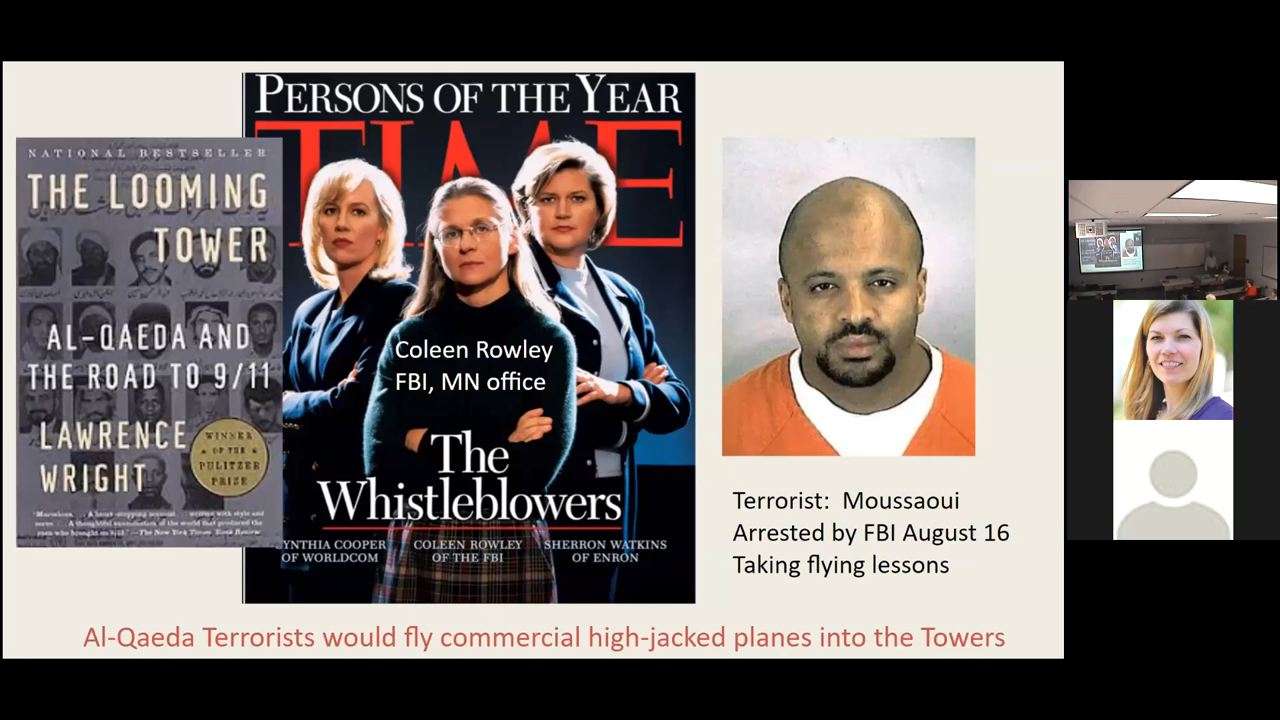 PERSONS OF THE YEAR
TIME
NATIONAL BESTSELLER
THE LOOMING
TOWER
AL-QAEDA AND
THE ROAD TO 9/11
LAWRENCE
WRIGHT
WINNER
OF THE
PULITZER
PRIZE
Coleen Rowley
FBI, MN office
The
Whistleblowers
CYNTHIA COOPER
OF WORLDCOM
COLEEN ROWLEY
OF THE FBI
SHERRON WATKINS
OF ENRON
Terrorist: Moussaoui
Arrested by FBI August 16
Taking flying lessons
Al-Qaeda Terrorists would fly commercial high-jacked planes into the Towers